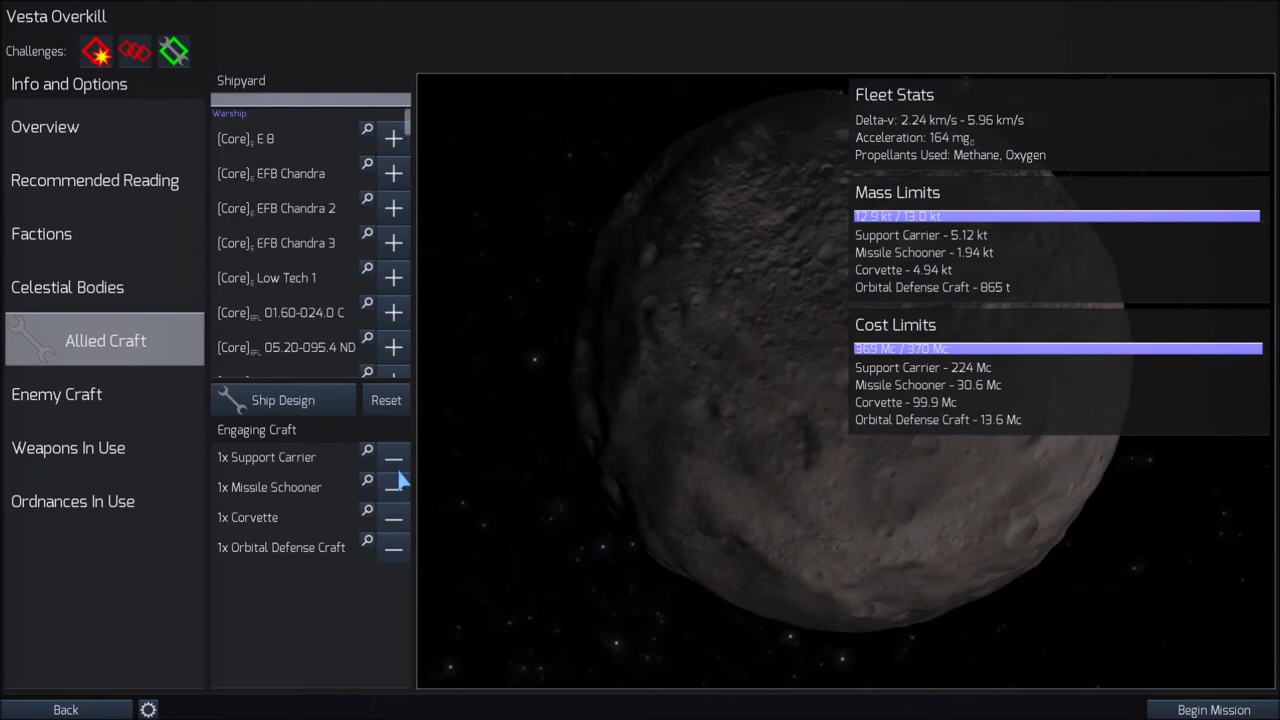 Vesta Overkill
Challenges:
Info and Options
Overview
Recommended Reading
Factions
Celestial Bodies
Allied Craft
Enemy Craft
Weapons In Use
Ordnances In Use
Shipyard
Warship
[Core]E E 8
[Core]E EFB Chandra
[Core]E EFB Chandra 2
[Core]E EFB Chandra 3
[Core]E Low Tech 1
[Core]EFL 01.60-024.0 C
[Core]EFL 05.20-095.4 ND
Ship Design
Reset
Engaging Craft
1x Support Carrier
1x Missile Schooner
1x Corvette
1x Orbital Defense Craft
Fleet Stats
Delta-v: 2.24 km/s - 5.96 km/s
Acceleration: 164 mg0
Propellants Used: Methane, Oxygen
Mass Limits
12.9 kt / 13.0 kt
Support Carrier - 5.12 kt
Missile Schooner - 1.94 kt
Corvette - 4.94 kt
Orbital Defense Craft - 865 t
Cost Limits
369 Mc / 370 Mc
Support Carrier - 224 Mc
Missile Schooner - 30.6 Mc
Corvette - 99.9 Mc
Orbital Defense Craft - 13.6 Mc
Back
Begin Mission